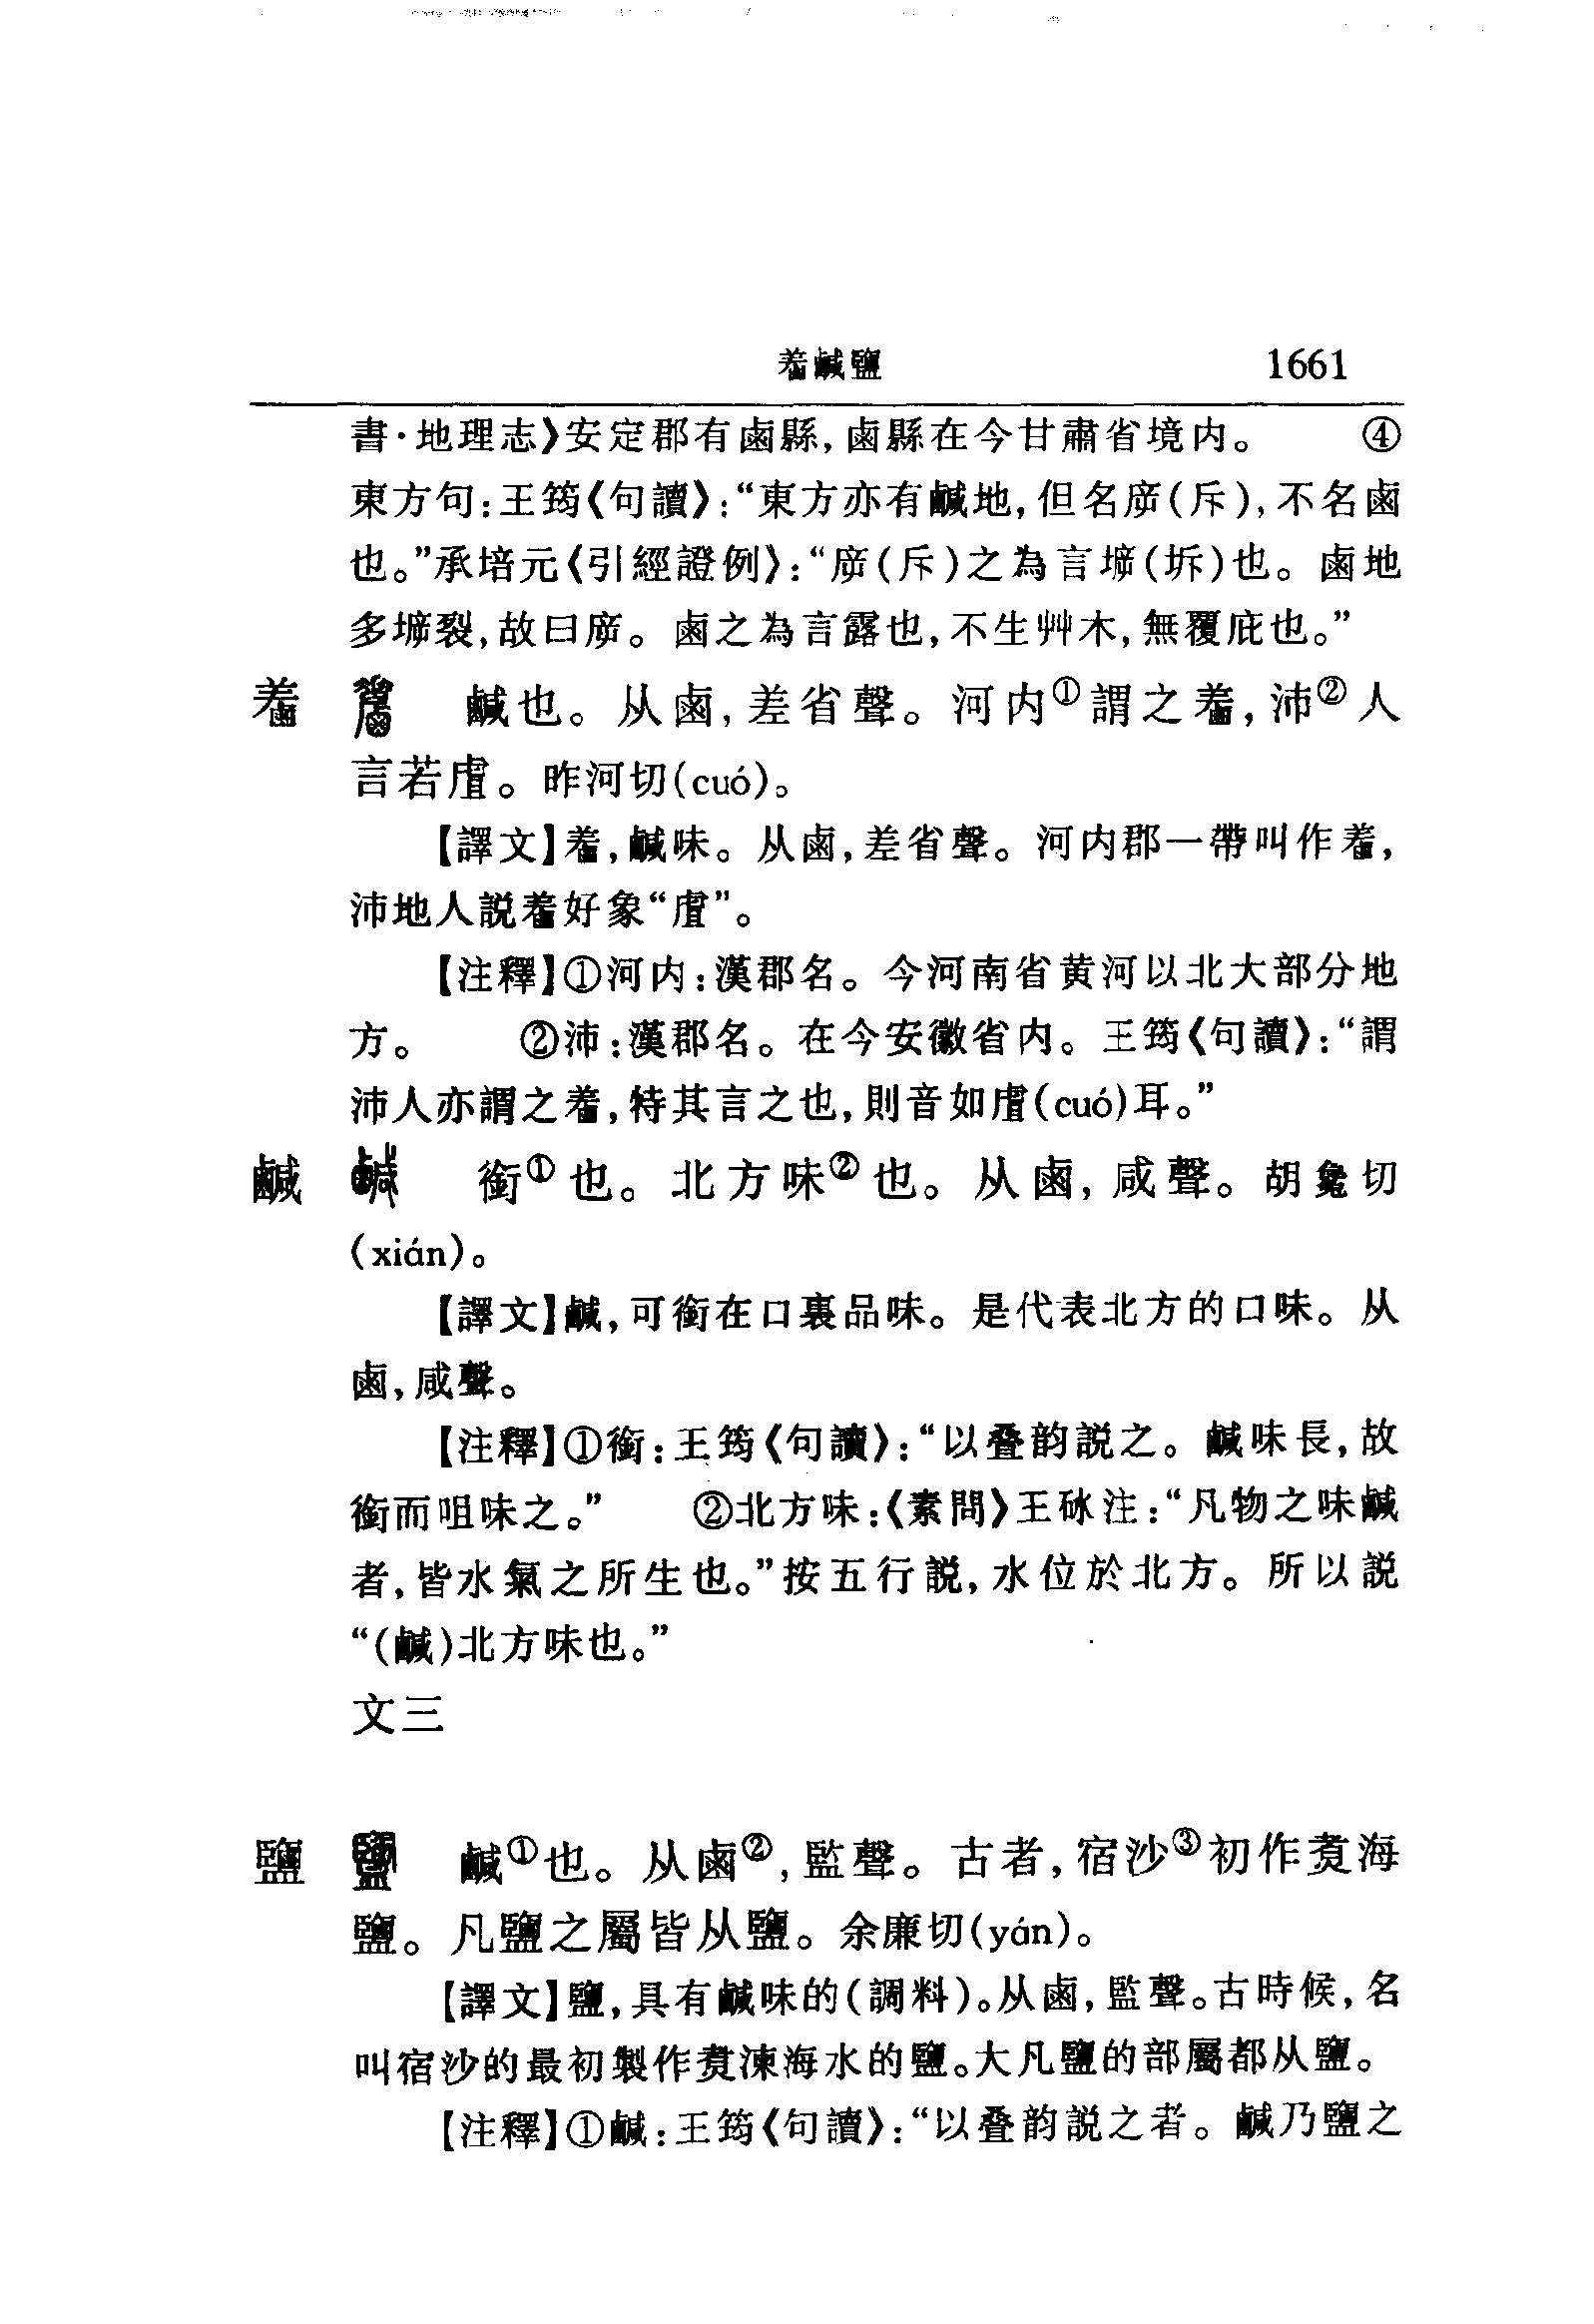 䴾鹹鹽 1661
書·地理志》安定郡有鹵縣,鹵縣在今甘肅省境内。 ④
東方句:王筠《句讀》:“東方亦有鹹地,但名㡿(斥),不名鹵
也。”承培元《引經證例》:“㡿(斥)之為言㙤(坼)也。鹵地
多㙤裂,故曰㡿。鹵之為言露也,不生艸木,無覆庇也。”
䴾 鹹也。从鹵,差省聲。河内①謂之䴾,沛②人
言若虘。昨河切(cuó)。
【譯文】䴾,鹹味。从鹵,差省聲。河内郡一帶叫作䴾,
沛地人説䴾好象“虘”。
【注釋】①河内:漢郡名。今河南省黄河以北大部分地
方。 ②沛:漢郡名。在今安徽省内。王筠《句讀》:“謂
沛人亦謂之䴾,特其言之也,則音如虘(cuó)耳。”
鹹 銜①也。北方味②也。从鹵,咸聲。胡毚切
(xián)。
【譯文】鹹,可銜在口裏品味。是代表北方的口味。从
鹵,咸聲。
【注釋】①銜:王筠《句讀》:“以叠韵説之。鹹味長,故
銜而咀味之。” ②北方味:《素問》王砅注:“凡物之味鹹
者,皆水氣之所生也。”按五行説,水位於北方。所以説
“(鹹)北方味也。”
文三
鹽 鹹①也。从鹵②,監聲。古者,宿沙③初作煑海
鹽。凡鹽之屬皆从鹽。余廉切(yán)。
【譯文】鹽,具有鹹味的(調料)。从鹵,監聲。古時候,名
叫宿沙的最初製作煑湅海水的鹽。大凡鹽的部屬都从鹽。
【注釋】①鹹:王筠《句讀》:“以叠韵説之者。鹹乃鹽之